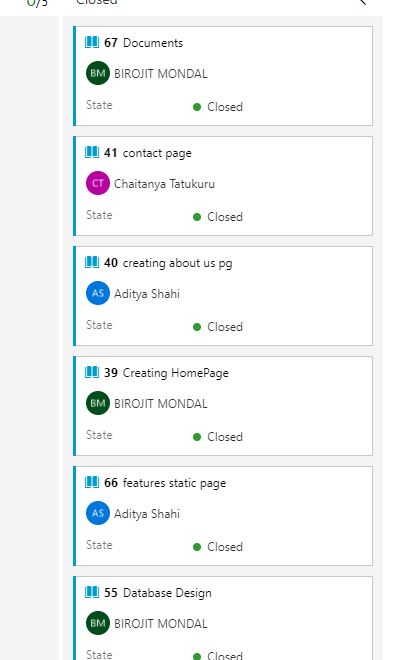 0/5 Closed
67 Documents
BM BIROJIT MONDAL
State Closed
41 contact page
CT Chaitanya Tatukuru
State Closed
40 creating about us pg
AS Aditya Shahi
State Closed
39 Creating HomePage
BM BIROJIT MONDAL
State Closed
66 features static page
AS Aditya Shahi
State Closed
55 Database Design
BM BIROJIT MONDAL
State Closed